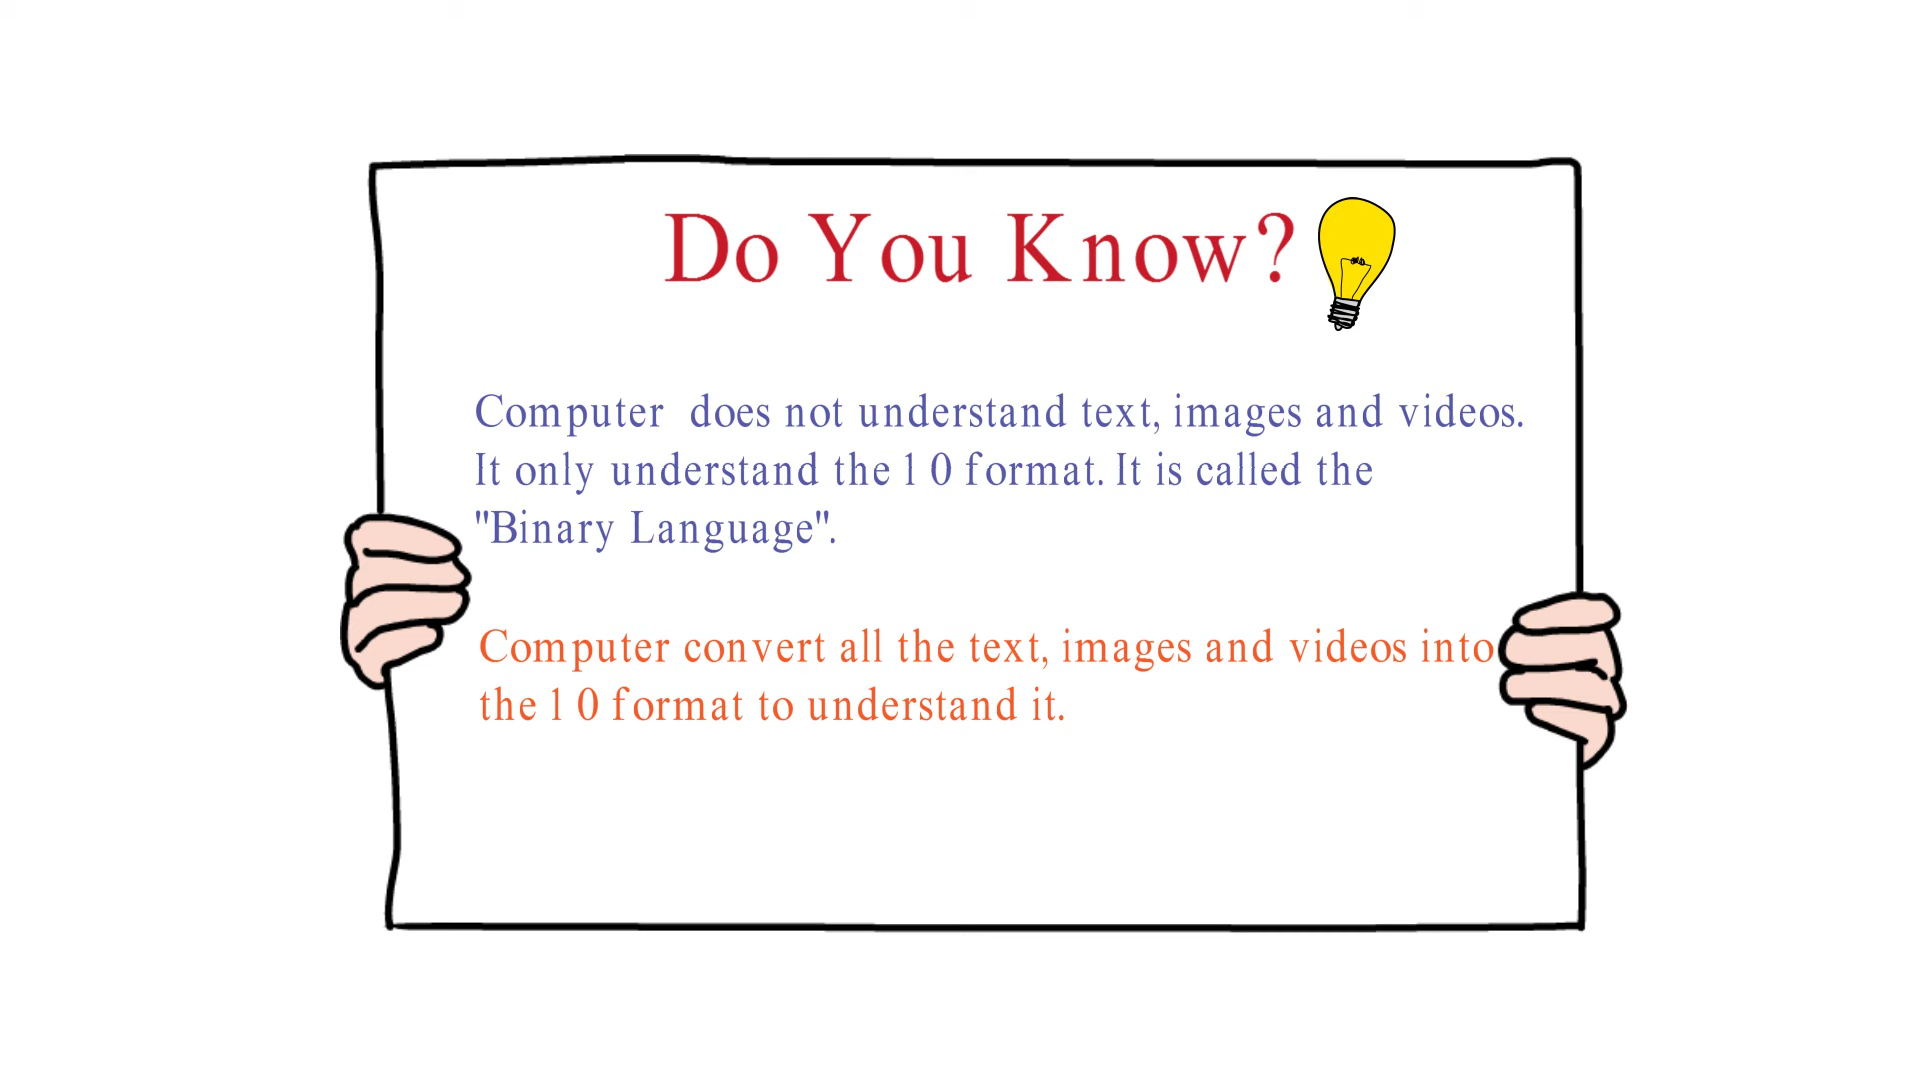 Do You Know?
Computer does not understand text, images and videos.
It only understand the 1 0 format. It is called the
"Binary Language".
Computer convert all the text, images and videos into
the 1 0 format to understand it.